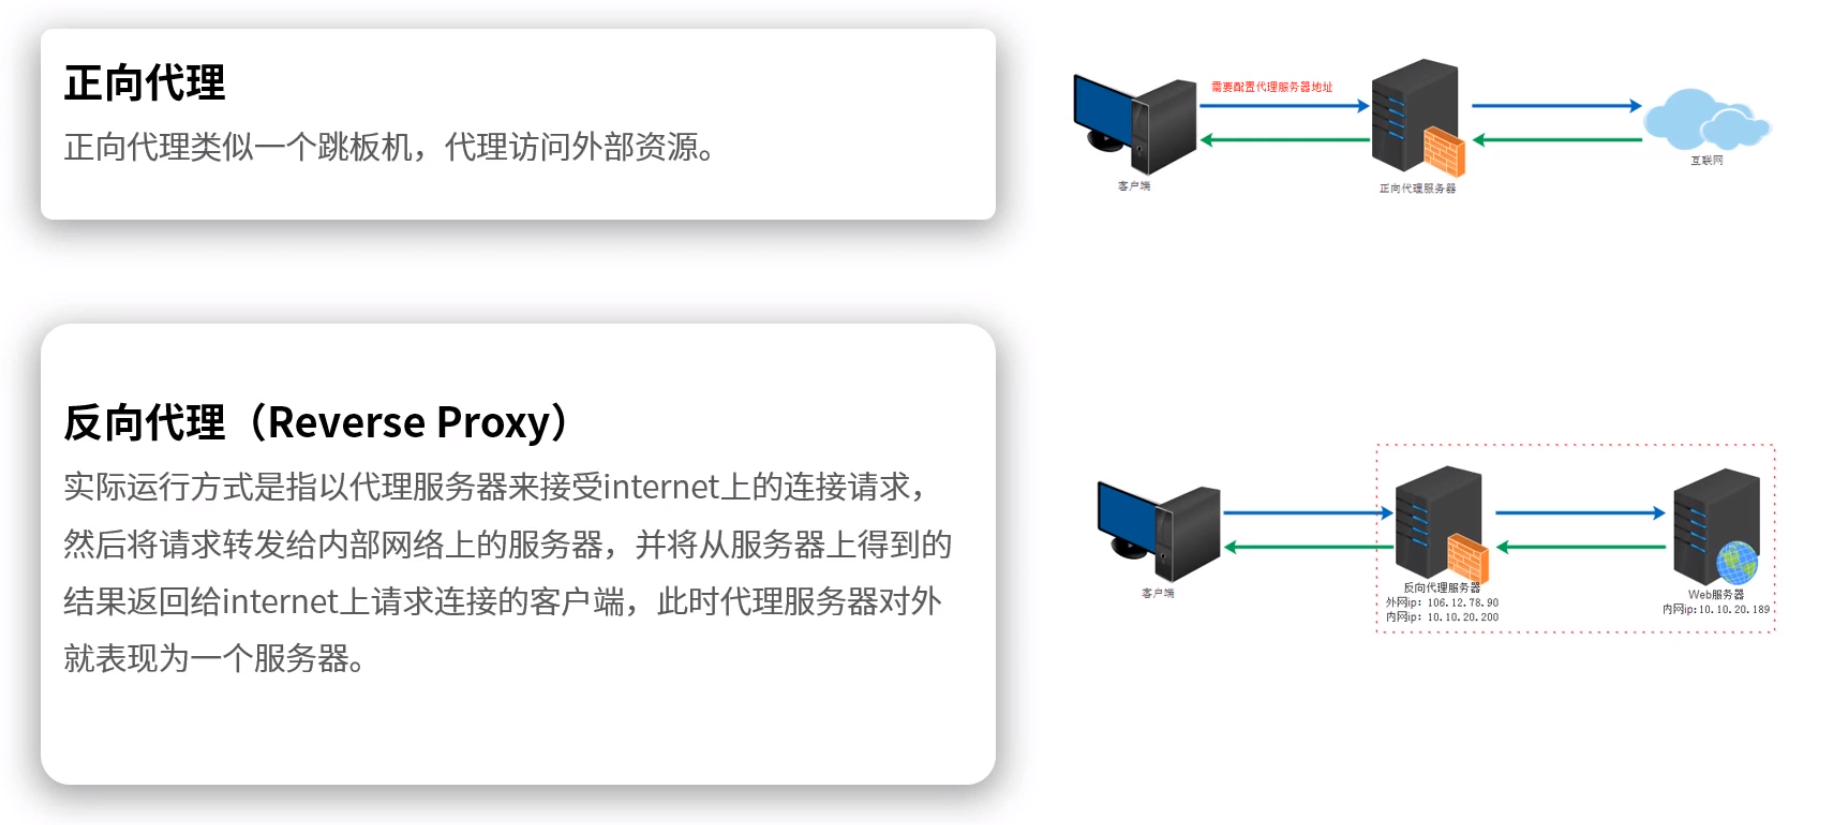 正向代理
正向代理类似一个跳板机，代理访问外部资源。
需要配置代理服务器地址
客户端
正向代理服务器
互联网
反向代理（Reverse Proxy）
实际运行方式是指以代理服务器来接受internet上的连接请求，
然后将请求转发给内部网络上的服务器，并将从服务器上得到的
结果返回给internet上请求连接的客户端，此时代理服务器对外
就表现为一个服务器。
客户端
反向代理服务器
外网ip：106.12.78.90
内网ip：10.10.20.200
Web服务器
内网ip:10.10.20.189